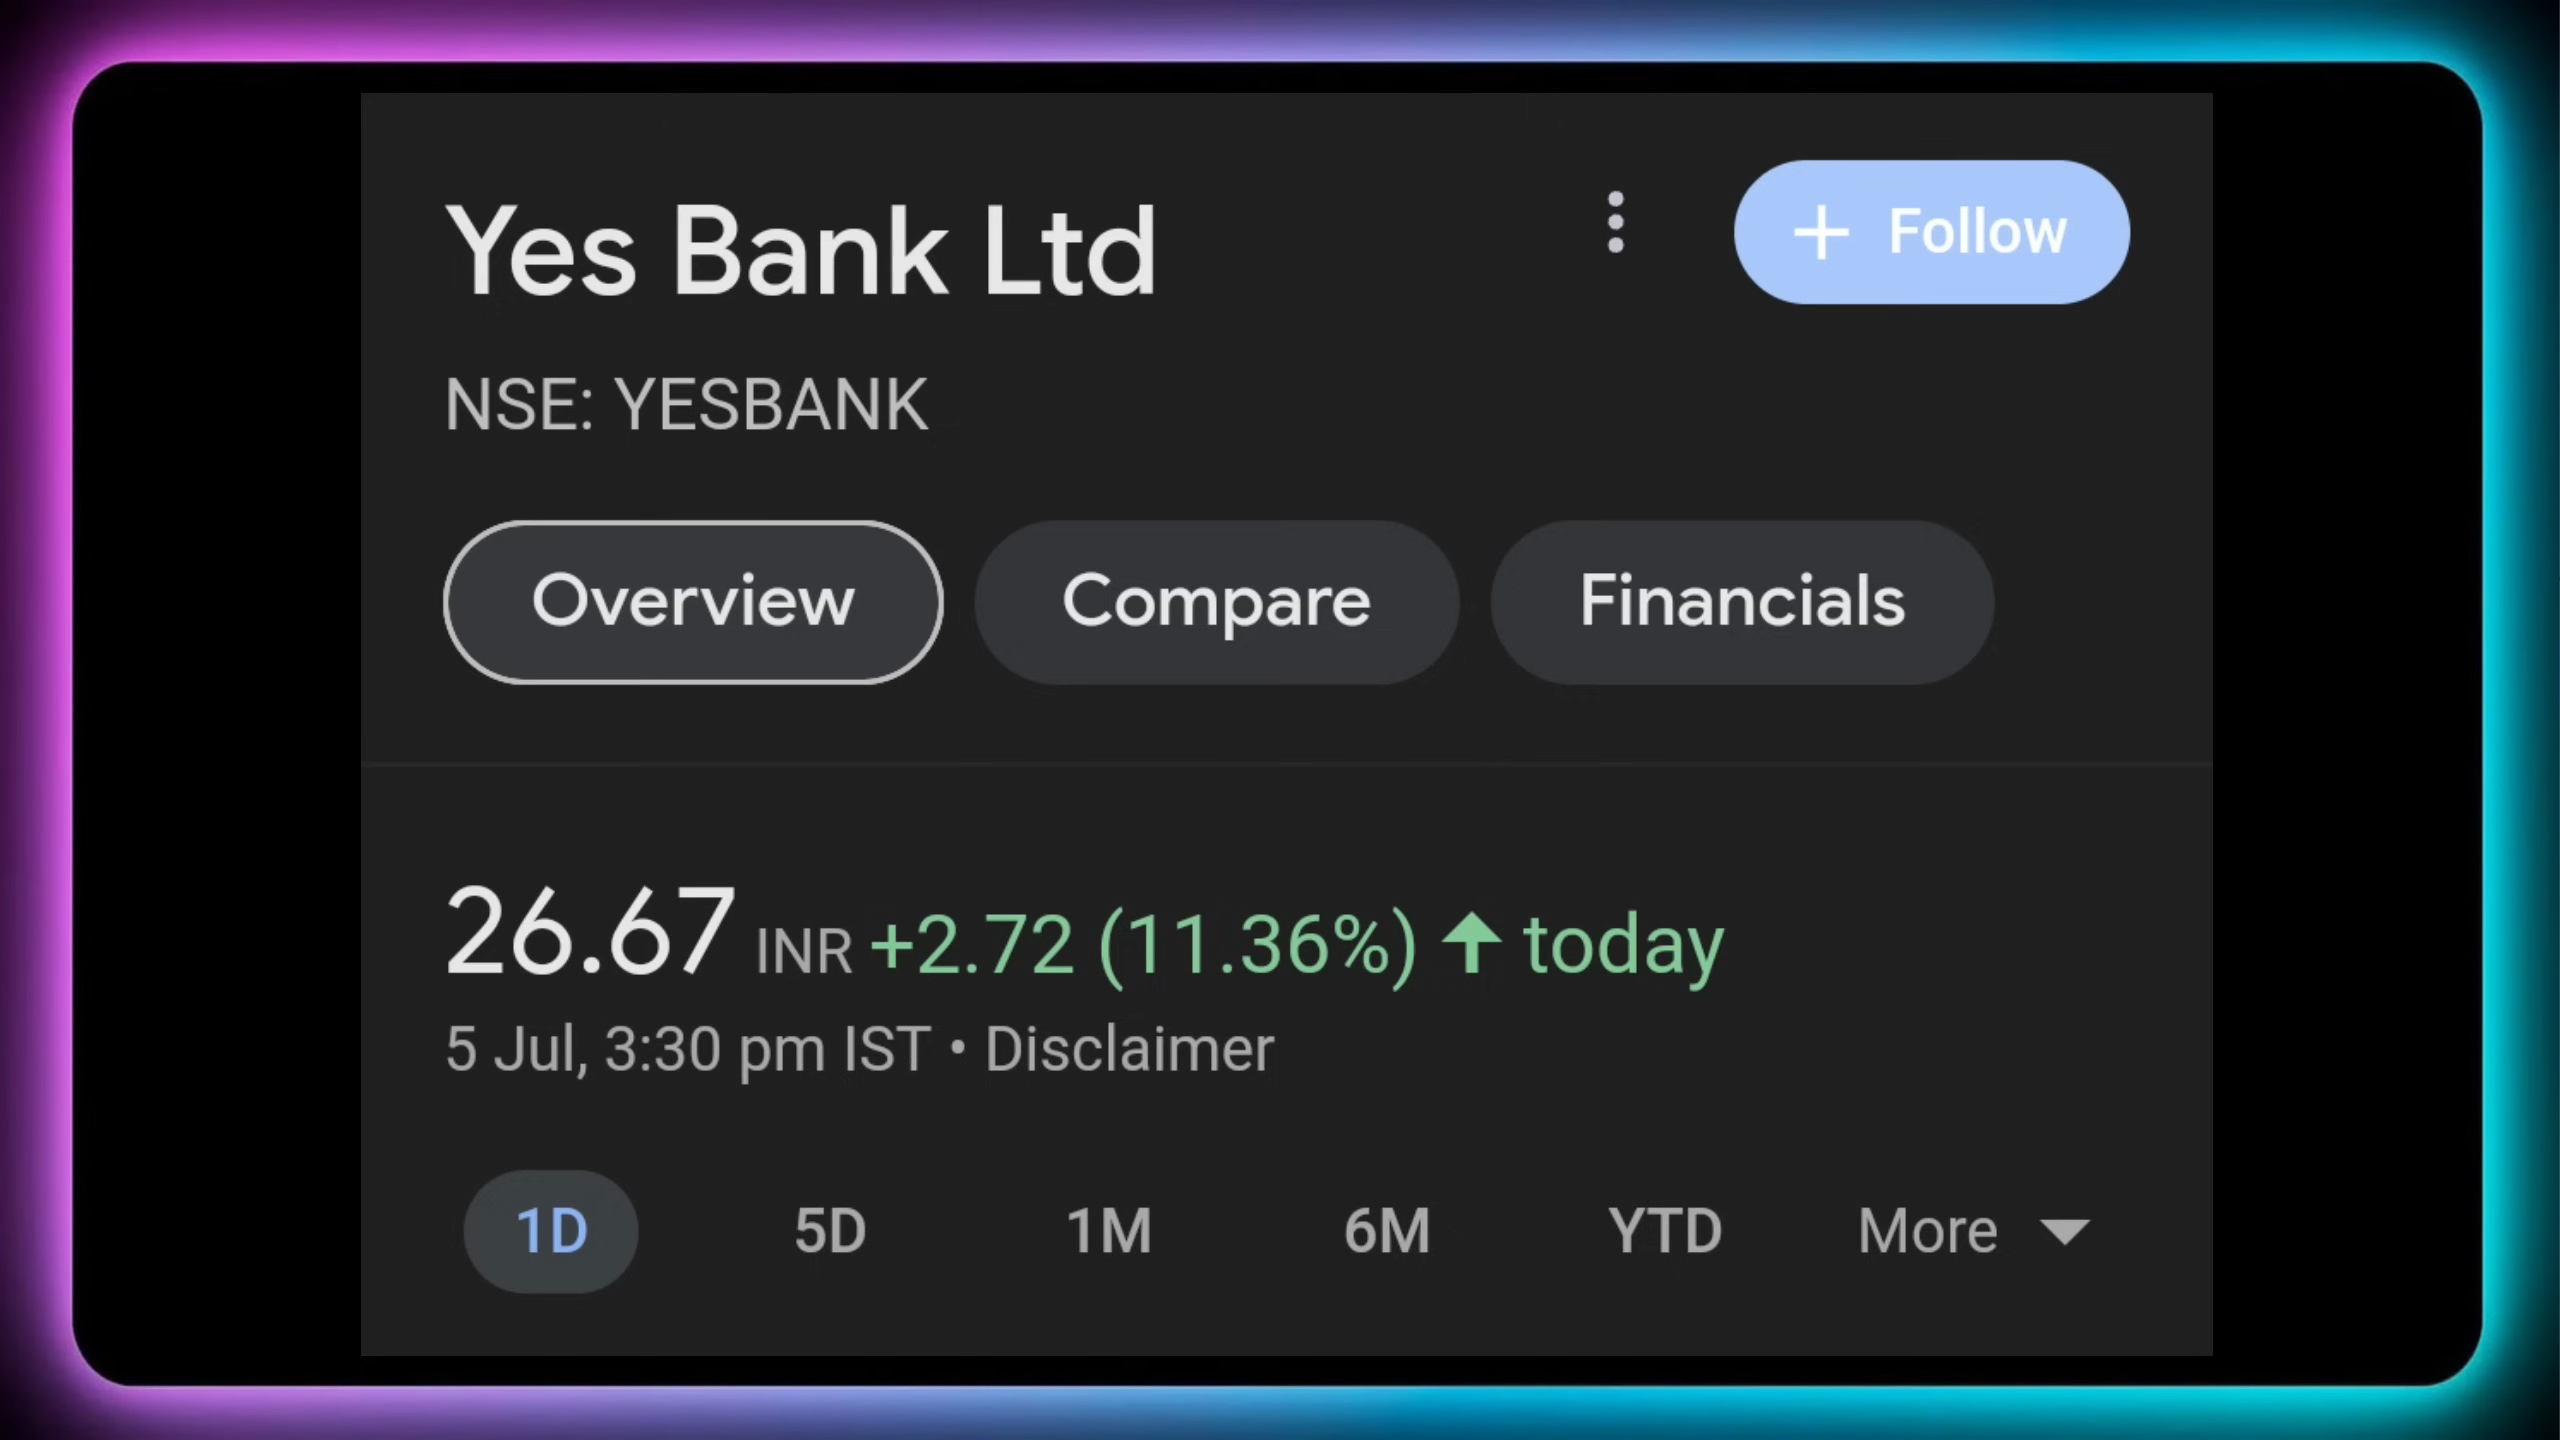 Yes Bank Ltd
+ Follow
NSE: YESBANK
Overview Compare Financials
26.67 INR +2.72 (11.36%) ↑ today
5 Jul, 3:30 pm IST • Disclaimer
1D 5D 1M 6M YTD More